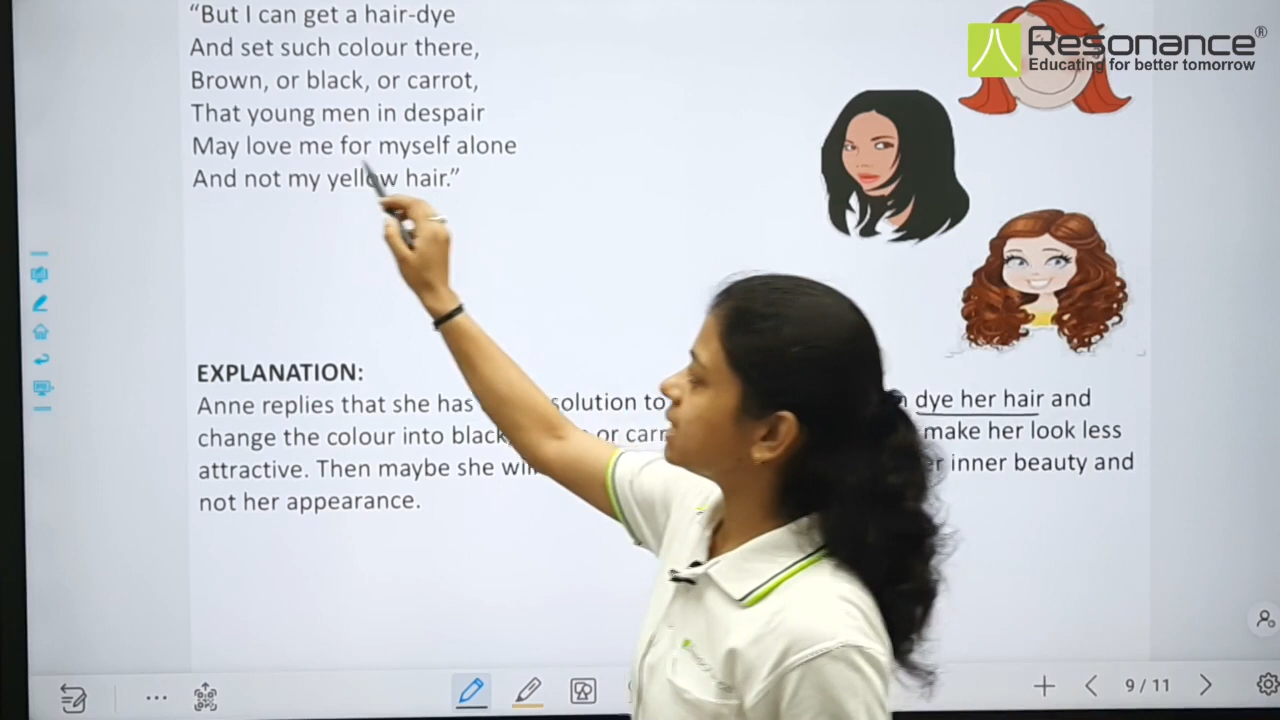 “But I can get a hair-dye
And set such colour there,
Brown, or black, or carrot,
That young men in despair
May love me for myself alone
And not my yellow hair.”
Resonance®
Educating for better tomorrow
EXPLANATION:
Anne replies that she has solution to dye her hair and
change the colour into black, or make her look less
attractive. Then maybe she inner beauty and
not her appearance.
9 / 11